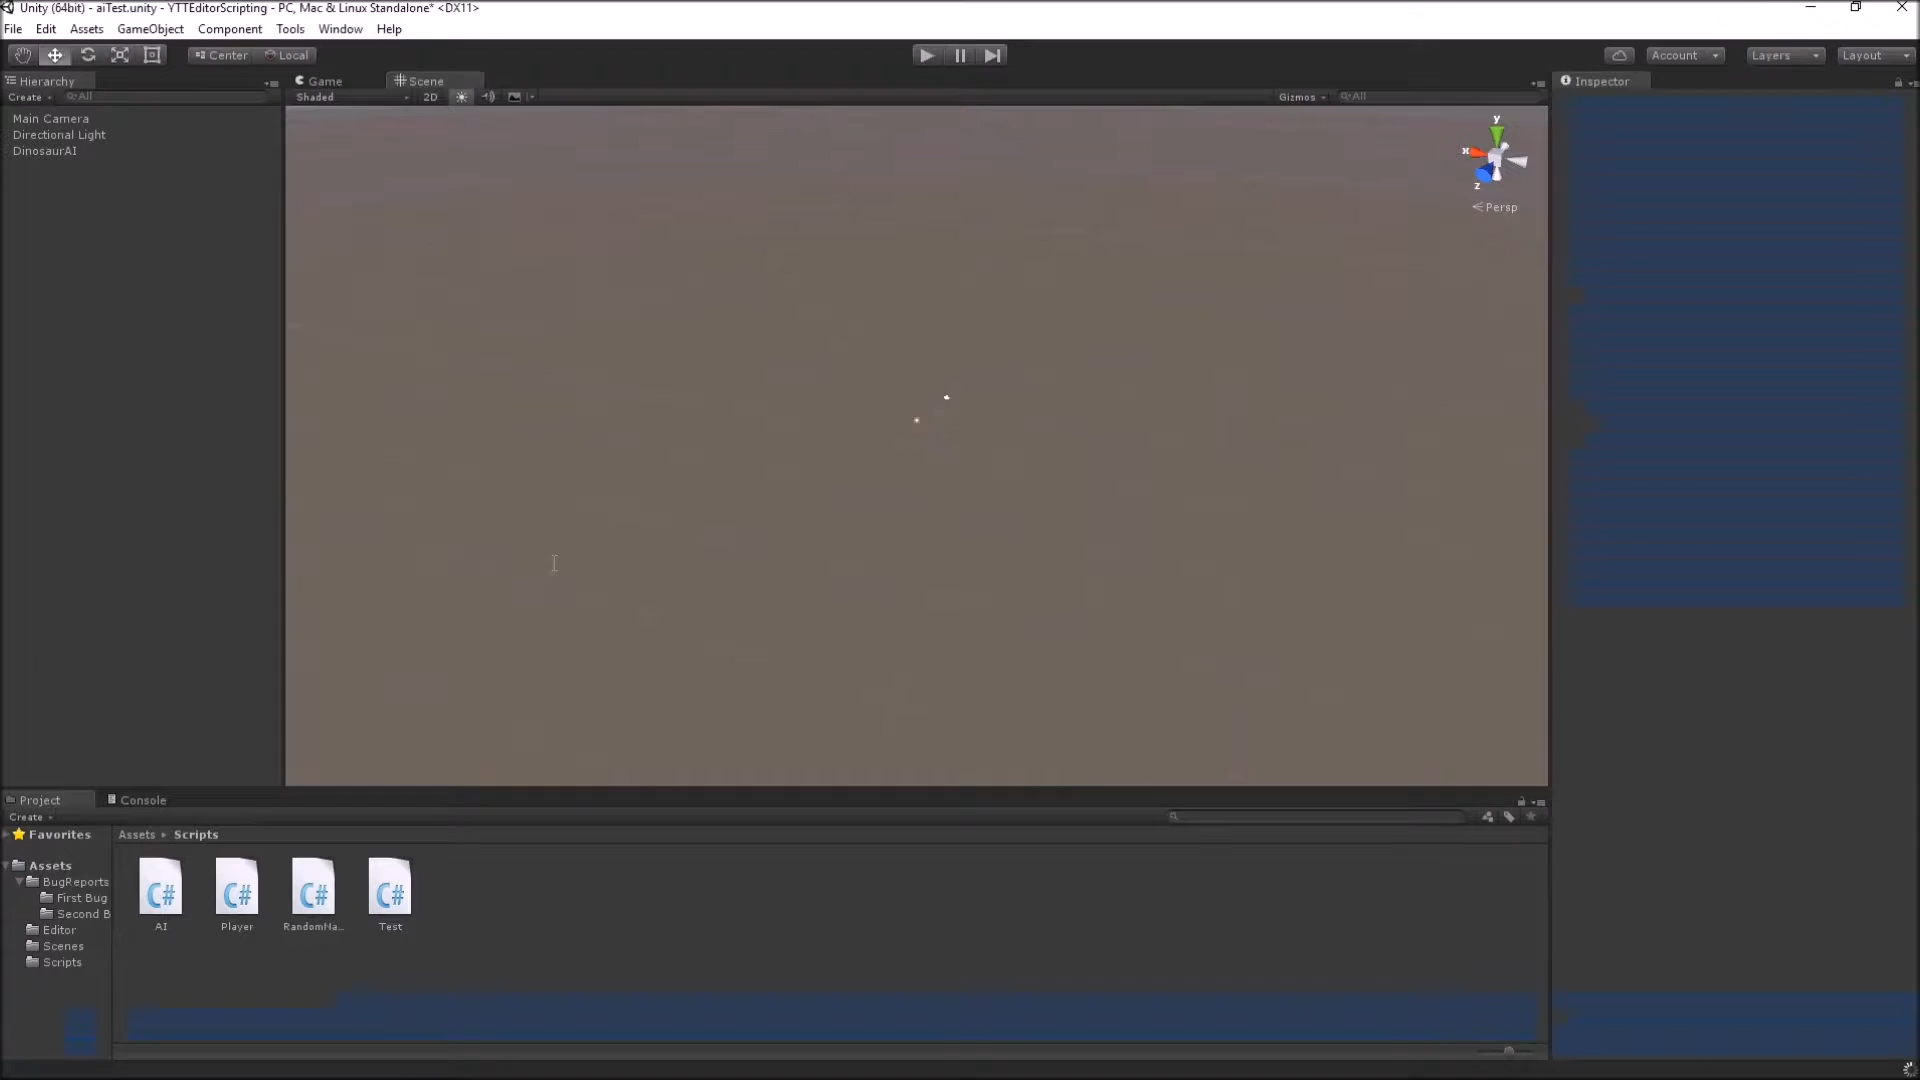 Unity (64bit) - aiTest.unity - YTTEditorScripting - PC, Mac & Linux Standalone* <DX11>
File Edit Assets GameObject Component Tools Window Help
Center Local Account Layers Layout
Hierarchy Game Scene Inspector
Create All Shaded 2D Gizmos All
Main Camera
Directional Light
DinosaurAI
y
x
z
Persp
Project Console
Create
Favorites Assets Scripts
Assets
BugReports
First Bug
Second B
Editor
Scenes
Scripts
C# C# C# C#
AI Player RandomHa... Test